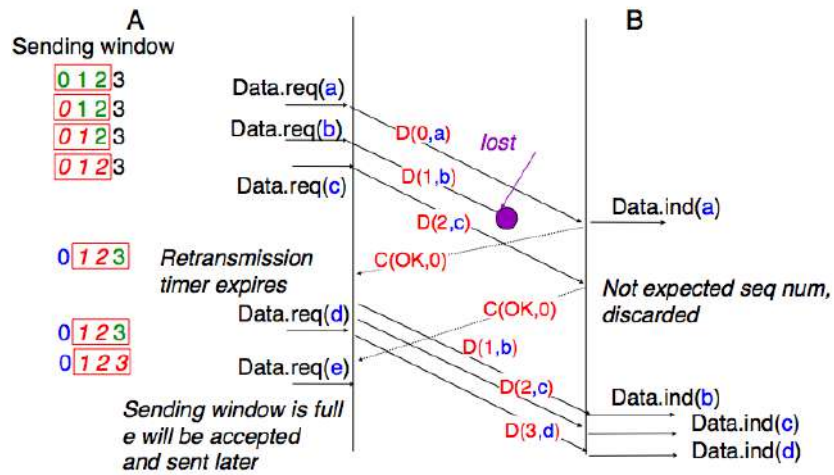 A
B
Sending window
0 1 2 3
0 1 2 3
0 1 2 3
0 1 2 3
Data.req(a)
Data.req(b)
Data.req(c)
D(0,a)
D(1,b)
D(2,c)
lost
Data.ind(a)
C(OK,0)
0 1 2 3
Retransmission
timer expires
Not expected seq num,
discarded
C(OK,0)
0 1 2 3
0 1 2 3
Data.req(d)
Data.req(e)
D(1,b)
D(2,c)
D(3,d)
Sending window is full
e will be accepted
and sent later
Data.ind(b)
Data.ind(c)
Data.ind(d)